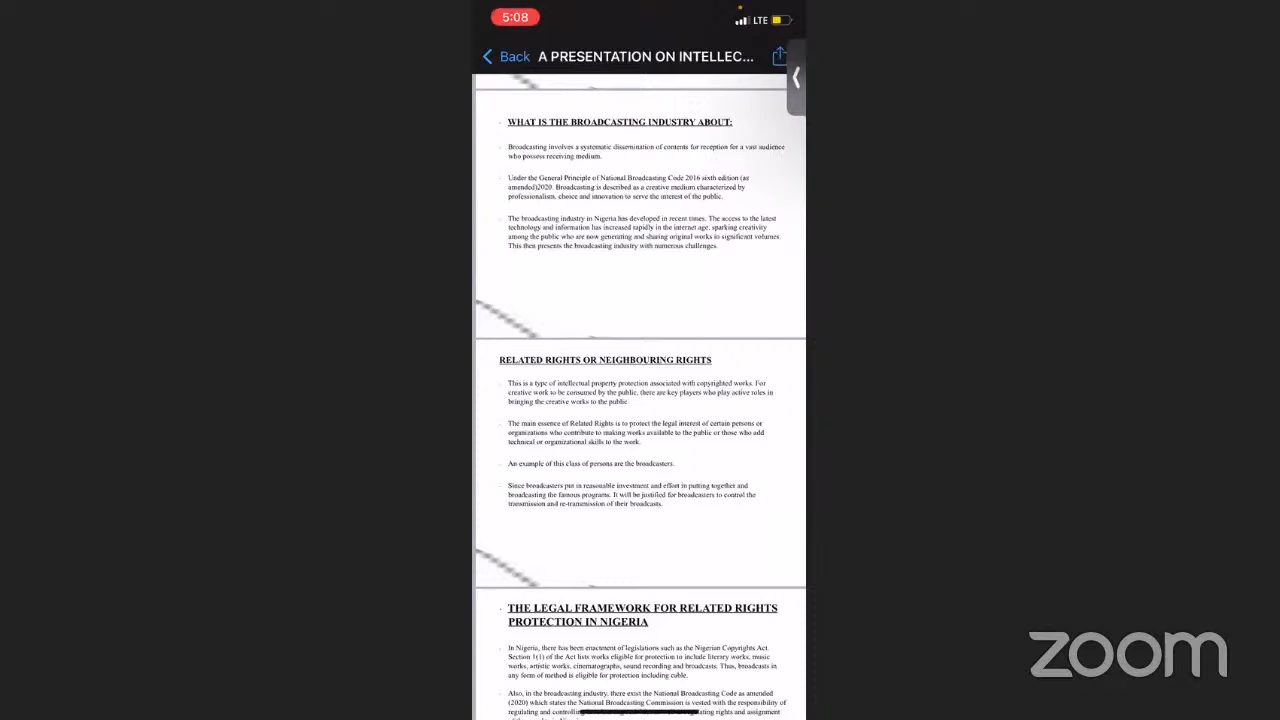 5:08
LTE
Back
A PRESENTATION ON INTELLEC...
WHAT IS THE BROADCASTING INDUSTRY ABOUT:
Broadcasting involves a systematic dissemination of contents for reception for a vast audience
who possess receiving medium.
Under the General Principle of National Broadcasting Code 2016 sixth edition (as
amended)2020. Broadcasting is described as a creative medium characterized by
professionalism, choice and innovation to serve the interest of the public.
The broadcasting industry in Nigeria has developed in recent times. The access to the latest
technology and information has increased rapidly in the internet age, sparking creativity
among the public who are now generating and sharing original works in significant volumes.
This then presents the broadcasting industry with numerous challenges.
RELATED RIGHTS OR NEIGHBOURING RIGHTS
This is a type of intellectual property protection associated with copyrighted works. For
creative work to be consumed by the public, there are key players who play active roles in
bringing the creative works to the public.
The main essence of Related Rights is to protect the legal interest of certain persons or
organizations who contribute to making works available to the public or those who add
technical or organizational skills to the work.
An example of this class of persons are the broadcasters.
Since broadcasters put in reasonable investment and effort in putting together and
broadcasting the famous programs. It will be justified for broadcasters to control the
transmission and re-transmission of their broadcasts.
THE LEGAL FRAMEWORK FOR RELATED RIGHTS
PROTECTION IN NIGERIA
In Nigeria, there has been enactment of legislations such as the Nigerian Copyrights Act.
Section 1(1) of the Act lists works eligible for protection to include literary works, music
works, artistic works, cinematographs, sound recording and broadcasts. Thus, broadcasts in
any form of method is eligible for protection including cable.
Also, in the broadcasting industry, there exist the National Broadcasting Code as amended
(2020) which states the National Broadcasting Commission is vested with the responsibility of
regulating and controlling rights and assignment
zoom